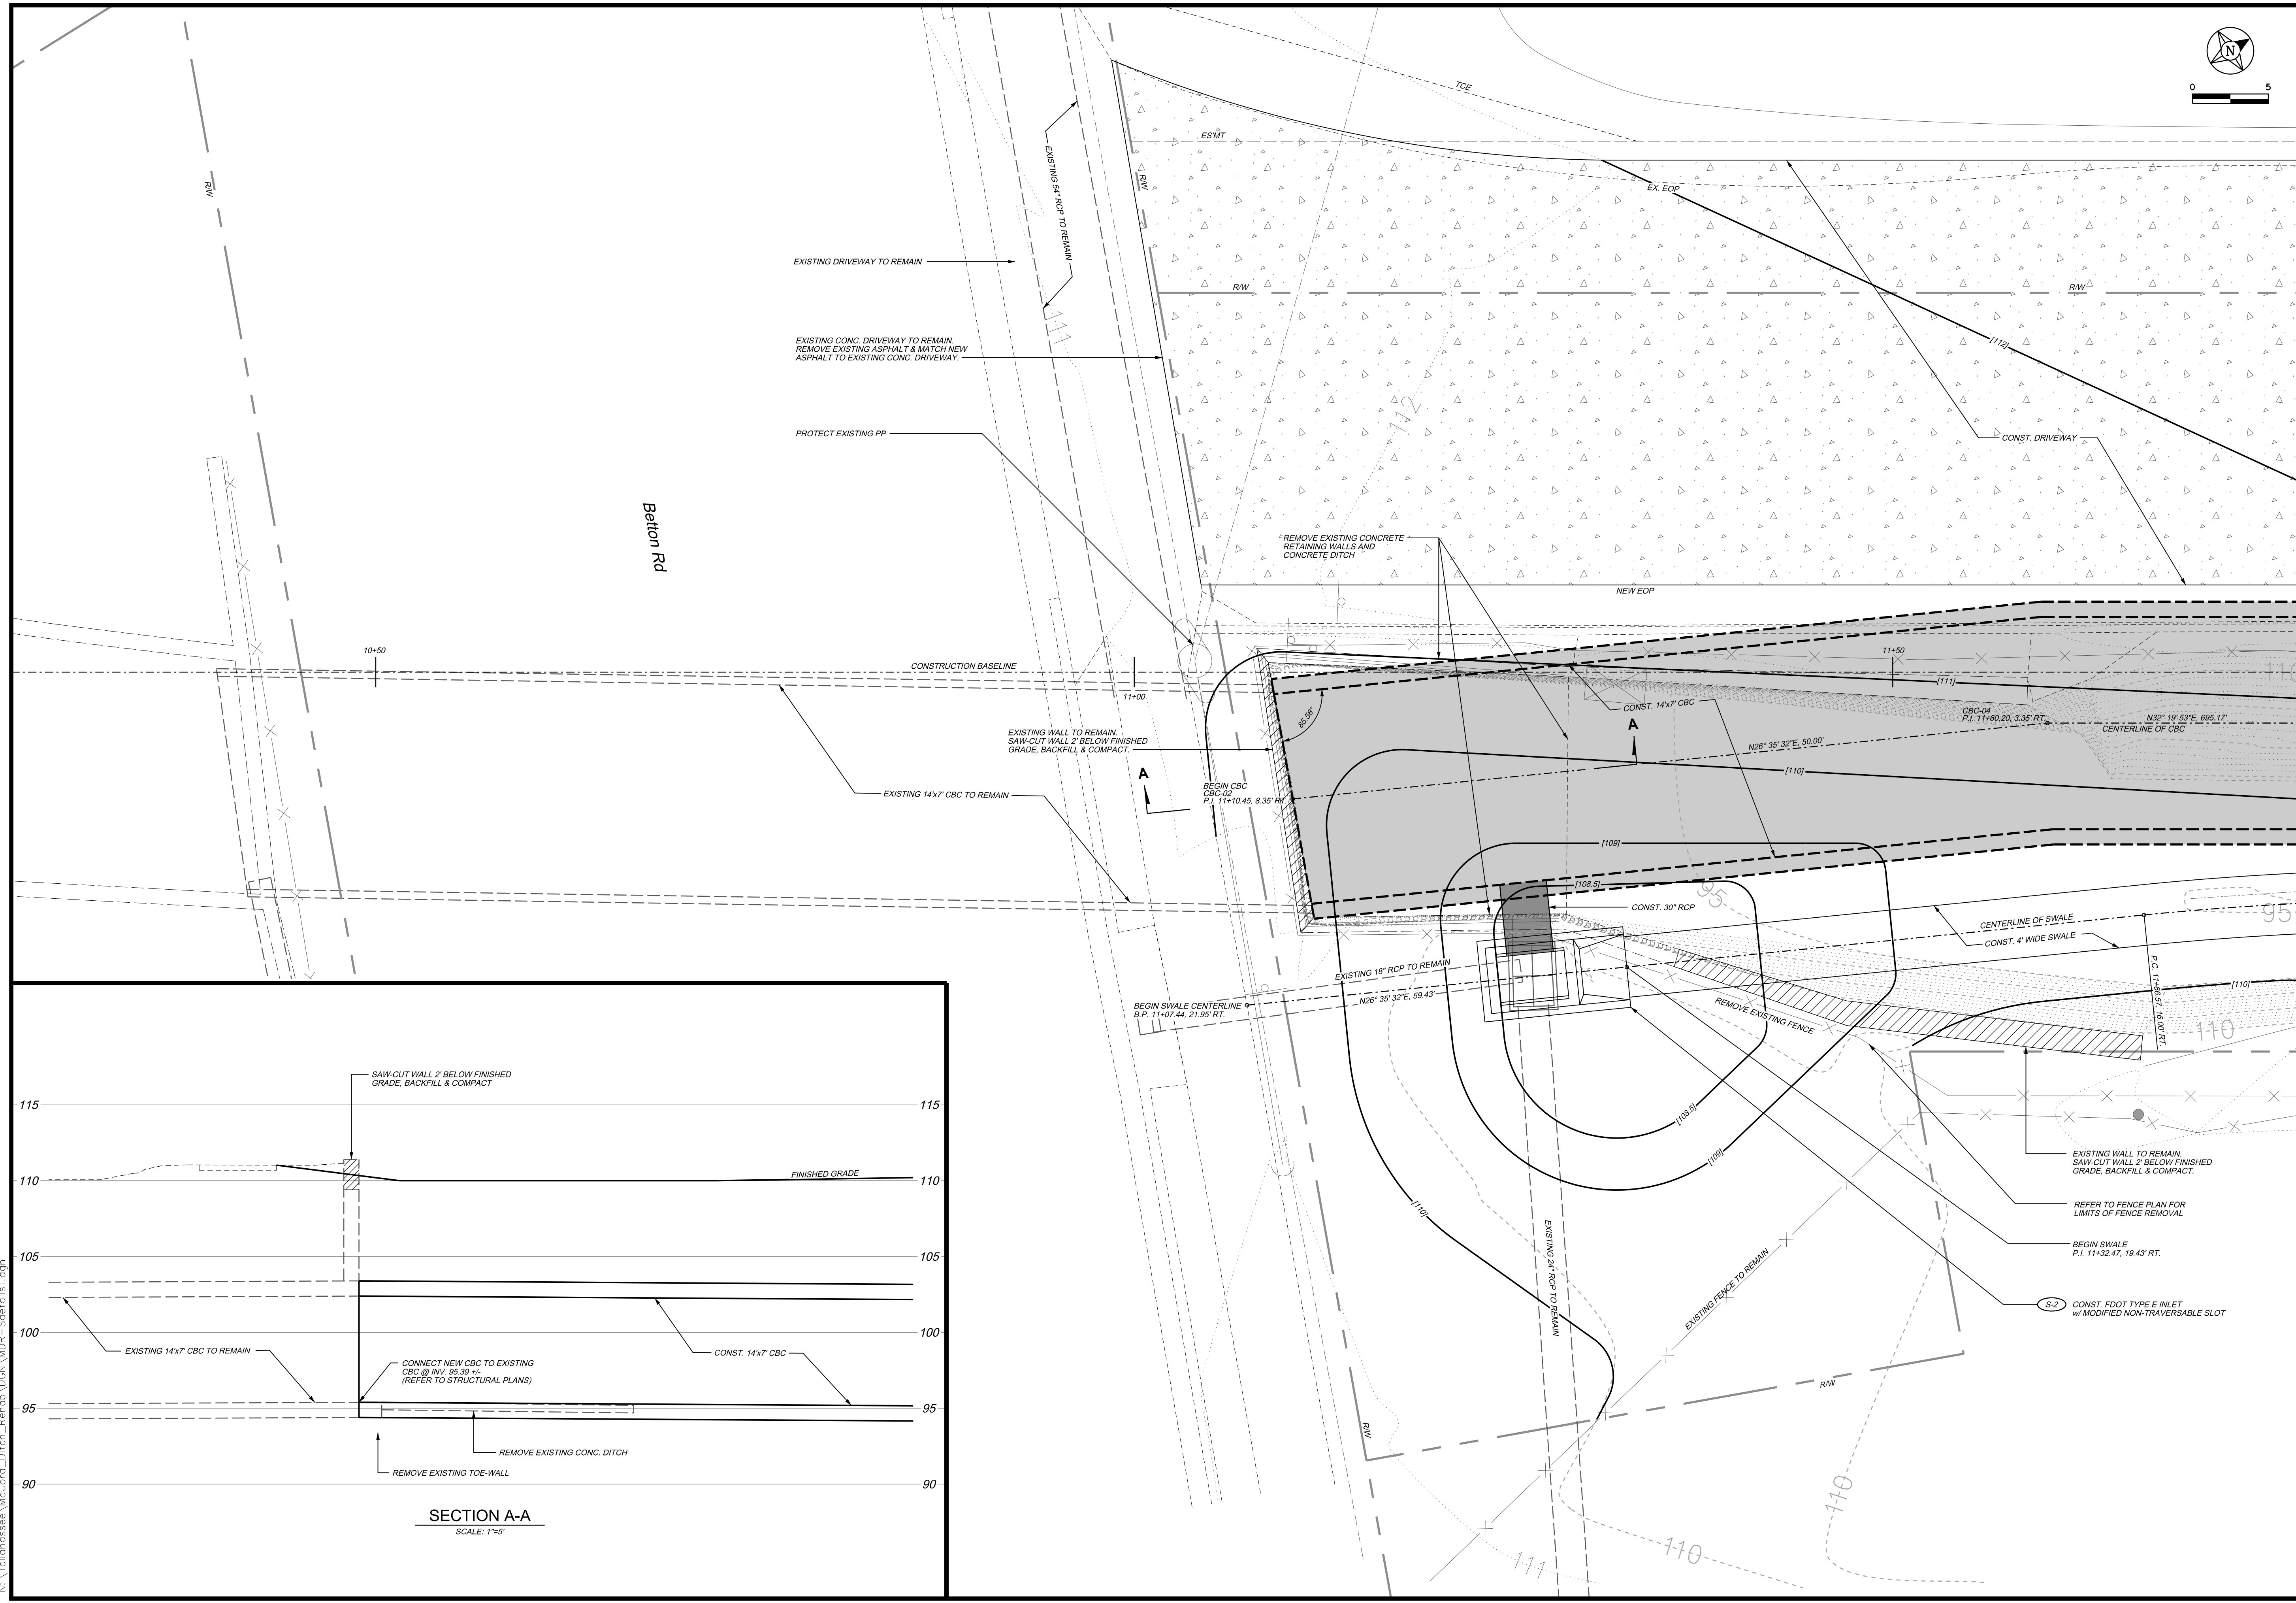 N
0 5
TCE
ES'MT
R/W
R/W
EXISTING 54" RCP TO REMAIN
EX. EOP
EXISTING DRIVEWAY TO REMAIN
111
R/W
R/W
EXISTING CONC. DRIVEWAY TO REMAIN.
REMOVE EXISTING ASPHALT & MATCH NEW
ASPHALT TO EXISTING CONC. DRIVEWAY.
[112]
112
PROTECT EXISTING PP
CONST. DRIVEWAY
Betton Rd
REMOVE EXISTING CONCRETE
RETAINING WALLS AND
CONCRETE DITCH
NEW EOP
10+50
CONSTRUCTION BASELINE
11+00
11+50
110
[111]
85.58°
CONST. 14'x7' CBC
A
CBC-04
P.I. 11+60.20, 3.35' RT.
N32° 19' 53"E, 695.17'
CENTERLINE OF CBC
EXISTING WALL TO REMAIN.
SAW-CUT WALL 2' BELOW FINISHED
GRADE, BACKFILL & COMPACT.
N26° 35' 32"E, 50.00'
[110]
A
BEGIN CBC
CBC-02
P.I. 11+10.45, 8.35' RT.
EXISTING 14'x7' CBC TO REMAIN
[109]
[108.5]
95
CONST. 30" RCP
95
CENTERLINE OF SWALE
CONST. 4' WIDE SWALE
EXISTING 18" RCP TO REMAIN
N26° 35' 32"E, 59.43'
BEGIN SWALE CENTERLINE
B.P. 11+07.44, 21.95' RT.
REMOVE EXISTING FENCE
P.C. 11+66.57, 16.00' RT.
[110]
110
[108.5]
[109]
[110]
EXISTING WALL TO REMAIN.
SAW-CUT WALL 2' BELOW FINISHED
GRADE, BACKFILL & COMPACT.
REFER TO FENCE PLAN FOR
LIMITS OF FENCE REMOVAL
BEGIN SWALE
P.I. 11+32.47, 19.43' RT.
S-2
CONST. FDOT TYPE E INLET
w/ MODIFIED NON-TRAVERSABLE SLOT
EXISTING 24" RCP TO REMAIN
EXISTING FENCE TO REMAIN
R/W
R/W
110
110
111
SAW-CUT WALL 2' BELOW FINISHED
GRADE, BACKFILL & COMPACT
115 115
FINISHED GRADE
110 110
105 105
100 100
EXISTING 14'x7' CBC TO REMAIN
CONST. 14'x7' CBC
CONNECT NEW CBC TO EXISTING
CBC @ INV. 95.39 +/-
(REFER TO STRUCTURAL PLANS)
95 95
REMOVE EXISTING CONC. DITCH
REMOVE EXISTING TOE-WALL
90 90
SECTION A-A
SCALE: 1"=5'